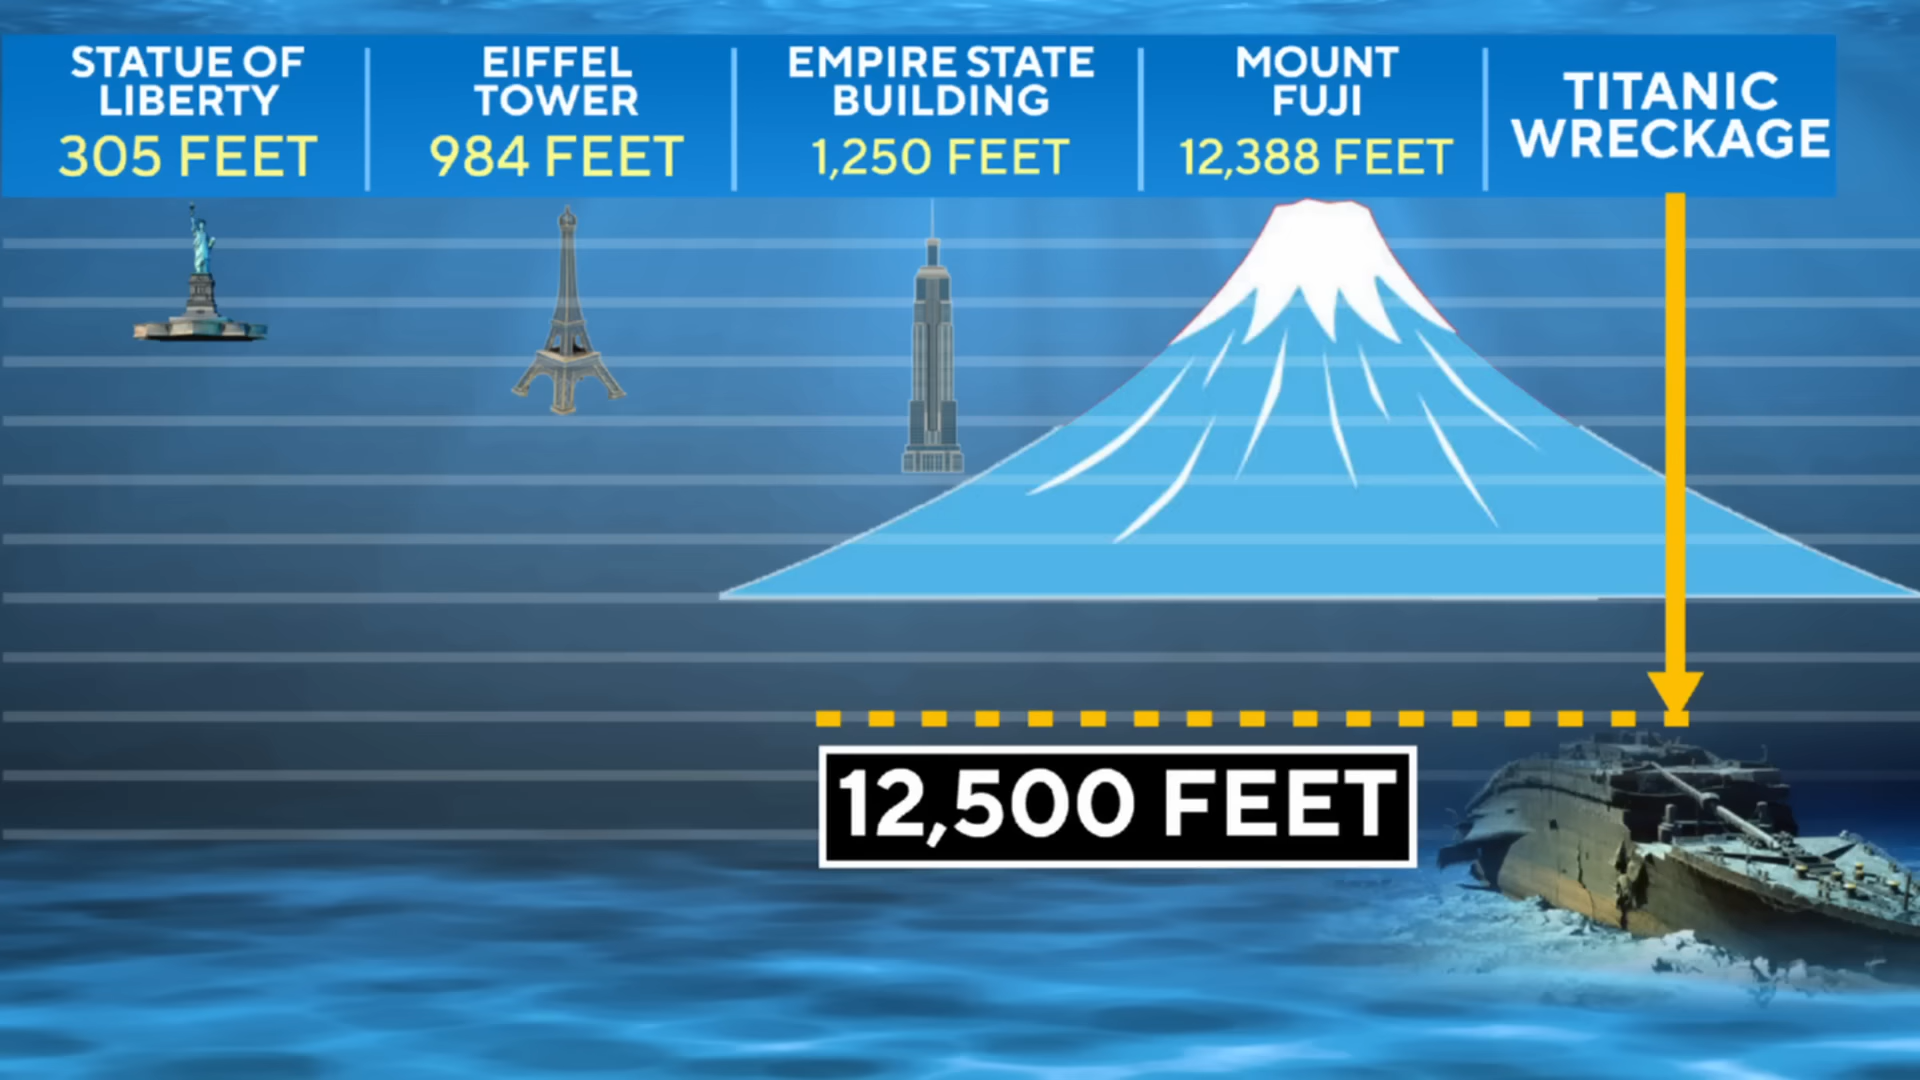 STATUE OF
LIBERTY
305 FEET
EIFFEL
TOWER
984 FEET
EMPIRE STATE
BUILDING
1,250 FEET
MOUNT
FUJI
12,388 FEET
TITANIC
WRECKAGE
12,500 FEET